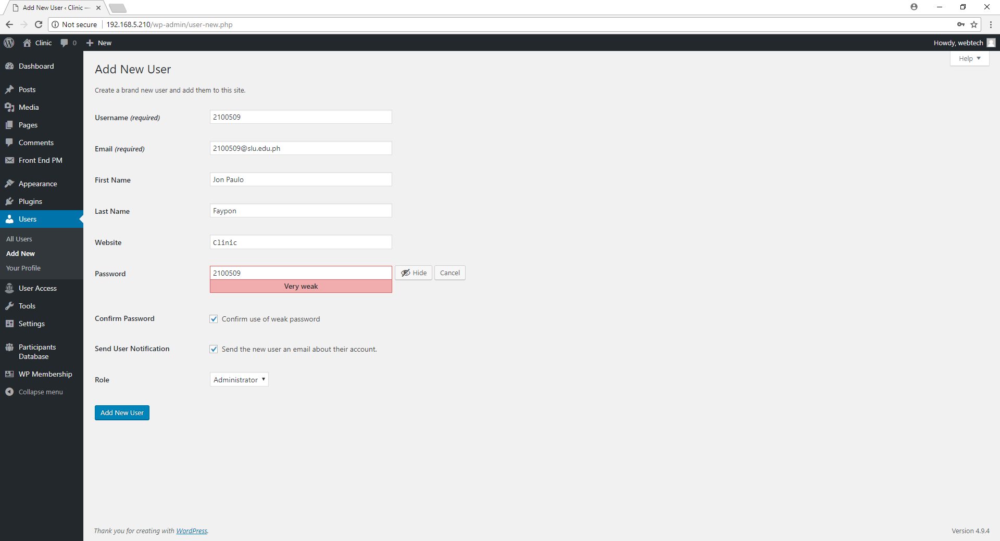 Add New User ‹ Clinic —
Not secure
192.168.5.210/wp-admin/user-new.php
Clinic
0
New
Howdy, webtech
Help
Dashboard
Posts
Media
Pages
Comments
Front End PM
Appearance
Plugins
Users
All Users
Add New
Your Profile
User Access
Tools
Settings
Participants
Database
WP Membership
Collapse menu
Add New User
Create a brand new user and add them to this site.
Username (required)
2100509
Email (required)
2100509@slu.edu.ph
First Name
Jon Paulo
Last Name
Faypon
Website
Clinic
Password
2100509
Hide
Cancel
Very weak
Confirm Password
Confirm use of weak password
Send User Notification
Send the new user an email about their account.
Role
Administrator
Add New User
Thank you for creating with WordPress.
Version 4.9.4